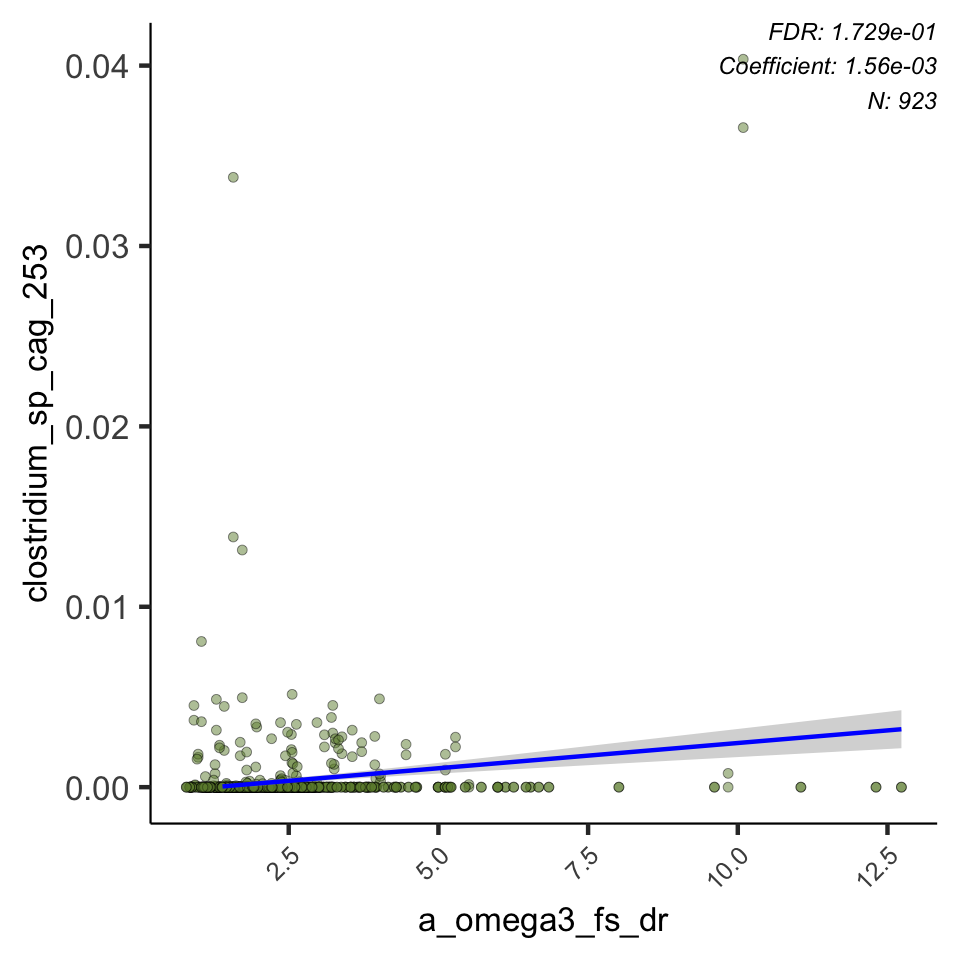 FDR: 1.729e-01
Coefficient: 1.56e-03
N: 923
clostridium_sp_cag_253
0.04
0.03
0.02
0.01
0.00
2.5
5.0
7.5
10.0
12.5
a_omega3_fs_dr